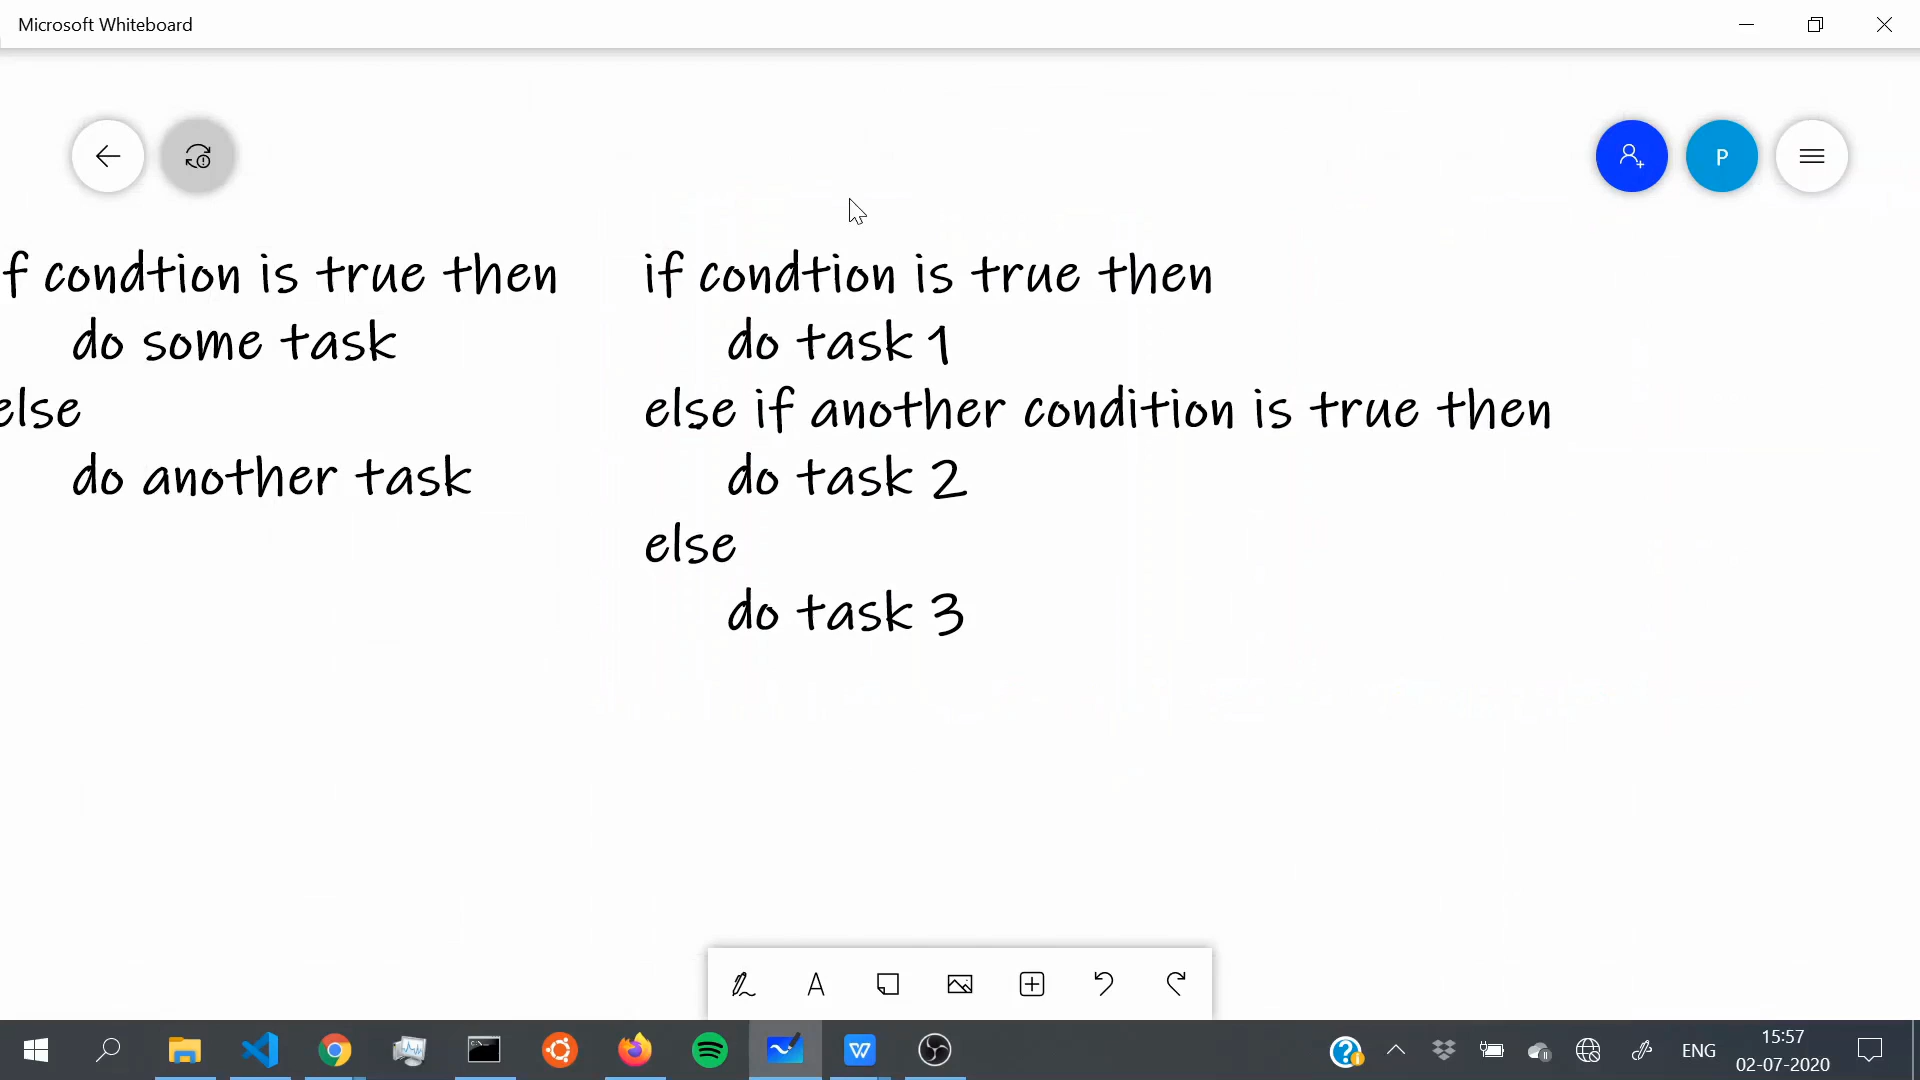 Microsoft Whiteboard
P
f condtion is true then
do some task
else
do another task
if condtion is true then
do task 1
else if another condition is true then
do task 2
else
do task 3
A
ENG
15:57
02-07-2020